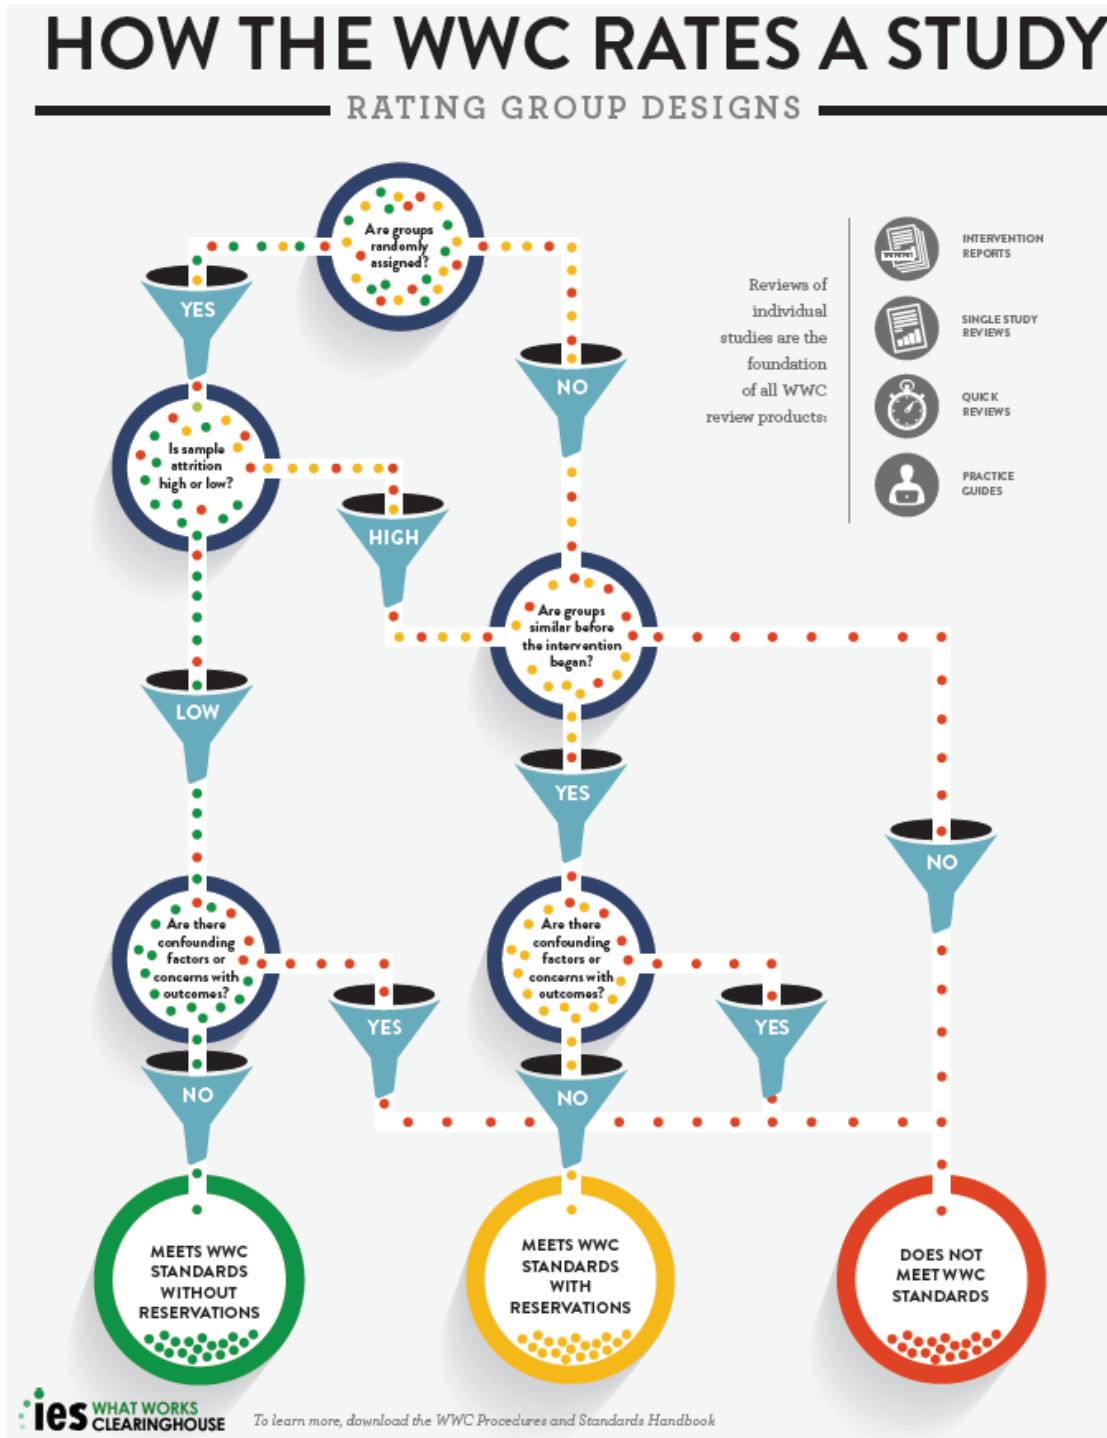 HOW THE WWC RATES A STUDY
RATING GROUP DESIGNS
Are groups
randomly
assigned?
YES
NO
Reviews of
individual
studies are the
foundation
of all WWC
review products:
INTERVENTION
REPORTS
SINGLE STUDY
REVIEWS
QUICK
REVIEWS
PRACTICE
GUIDES
Is sample
attrition
high or low?
HIGH
LOW
Are groups
similar before
the intervention
began?
YES
NO
Are there
confounding
factors or
concerns with
outcomes?
YES
NO
Are there
confounding
factors or
concerns with
outcomes?
YES
NO
MEETS WWC
STANDARDS
WITHOUT
RESERVATIONS
MEETS WWC
STANDARDS
WITH
RESERVATIONS
DOES NOT
MEET WWC
STANDARDS
ies WHAT WORKS
CLEARINGHOUSE
To learn more, download the WWC Procedures and Standards Handbook